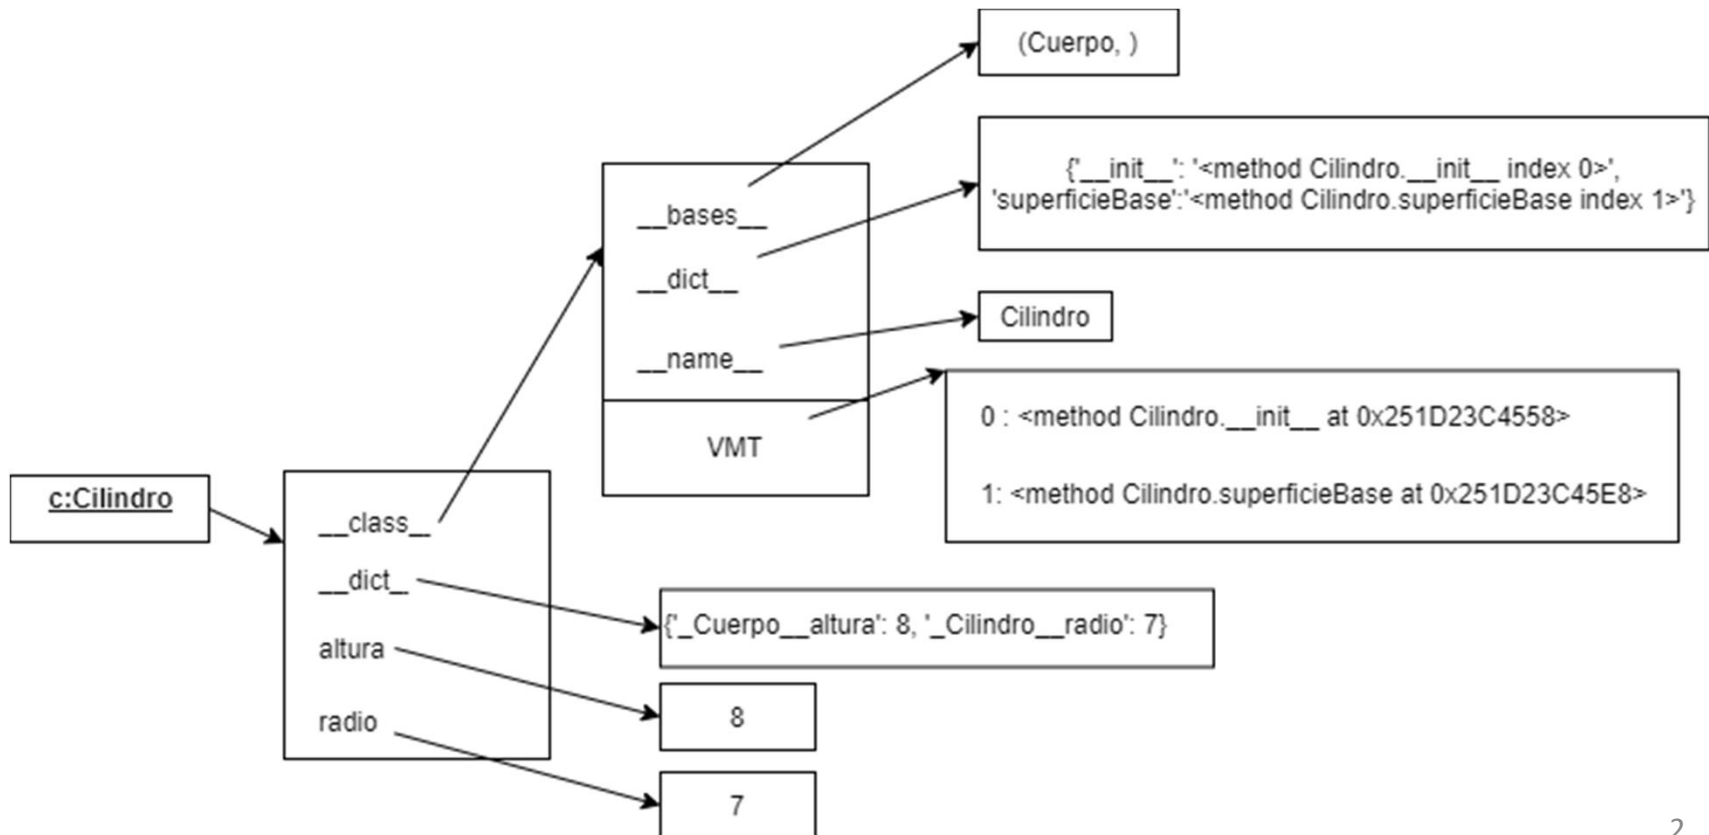 (Cuerpo, )
{'__init__': '<method Cilindro.__init__ index 0>',
'superficieBase':'<method Cilindro.superficieBase index 1>'}
__bases__
__dict__
Cilindro
__name__
0 : <method Cilindro.__init__ at 0x251D23C4558>
VMT
1: <method Cilindro.superficieBase at 0x251D23C45E8>
c:Cilindro
__class_
__dict_
{'_Cuerpo__altura': 8, '_Cilindro__radio': 7}
altura
8
radio
7
2